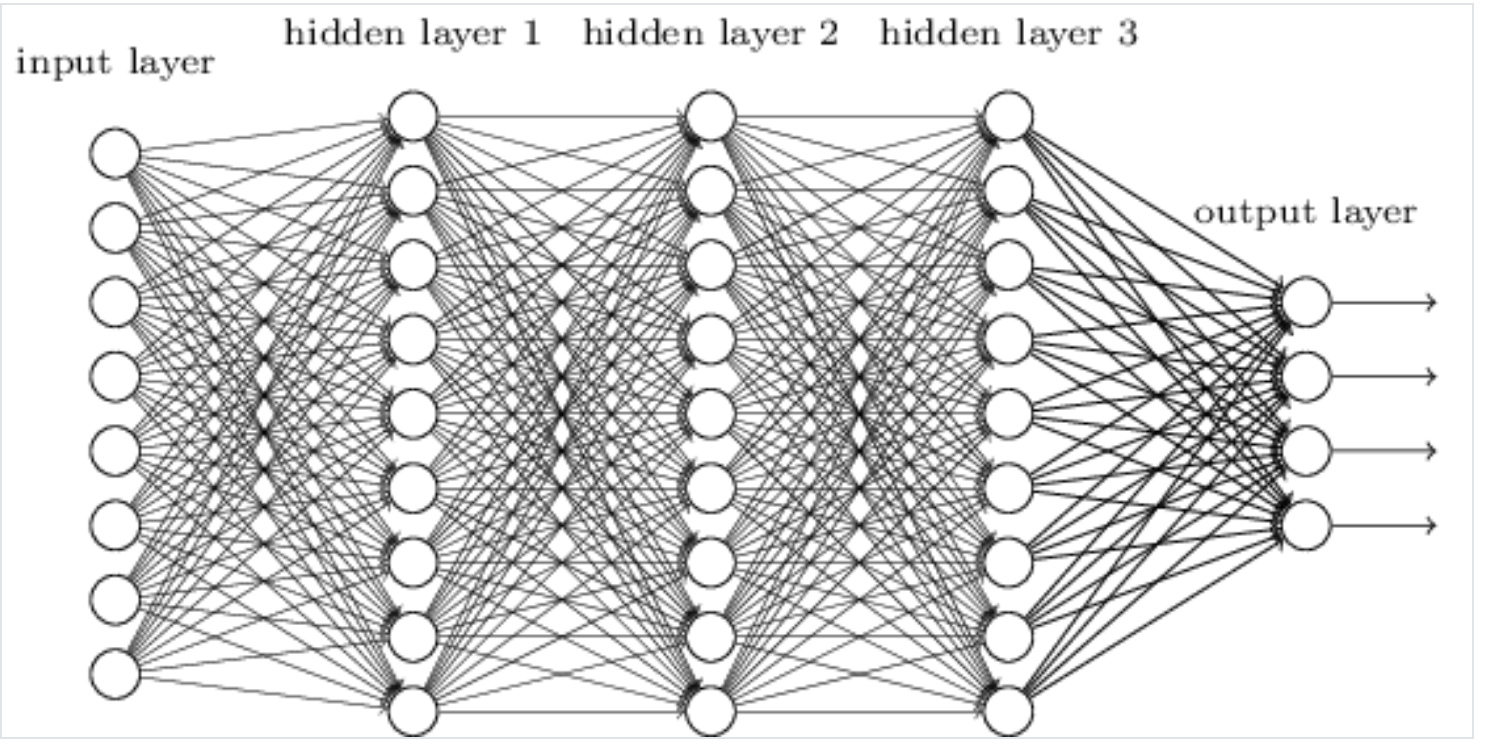 hidden layer 1
hidden layer 2
hidden layer 3
input layer
output layer